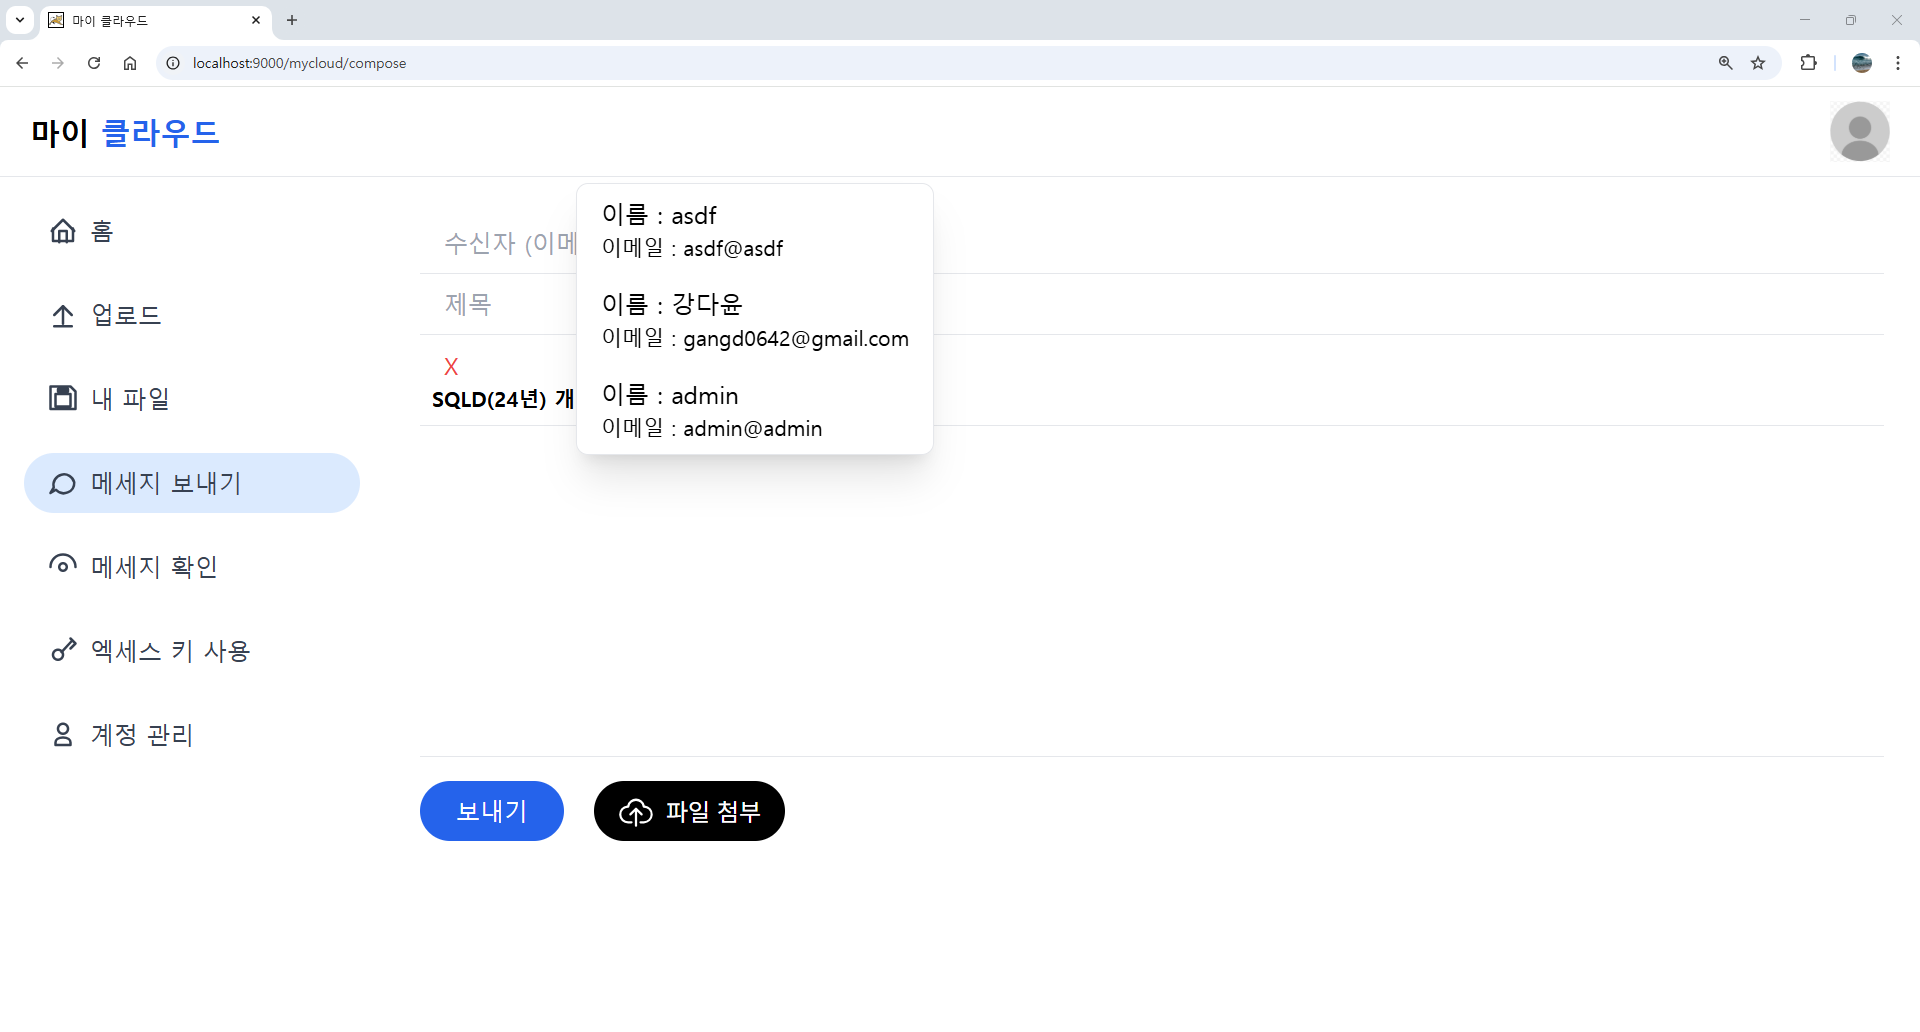 마이 클라우드
localhost:9000/mycloud/compose
마이 클라우드
홈
업로드
내 파일
메세지 보내기
메세지 확인
엑세스 키 사용
계정 관리
수신자 (이메
제목
X
SQLD(24년) 개
이름 : asdf
이메일 : asdf@asdf
이름 : 강다윤
이메일 : gangd0642@gmail.com
이름 : admin
이메일 : admin@admin
보내기
파일 첨부